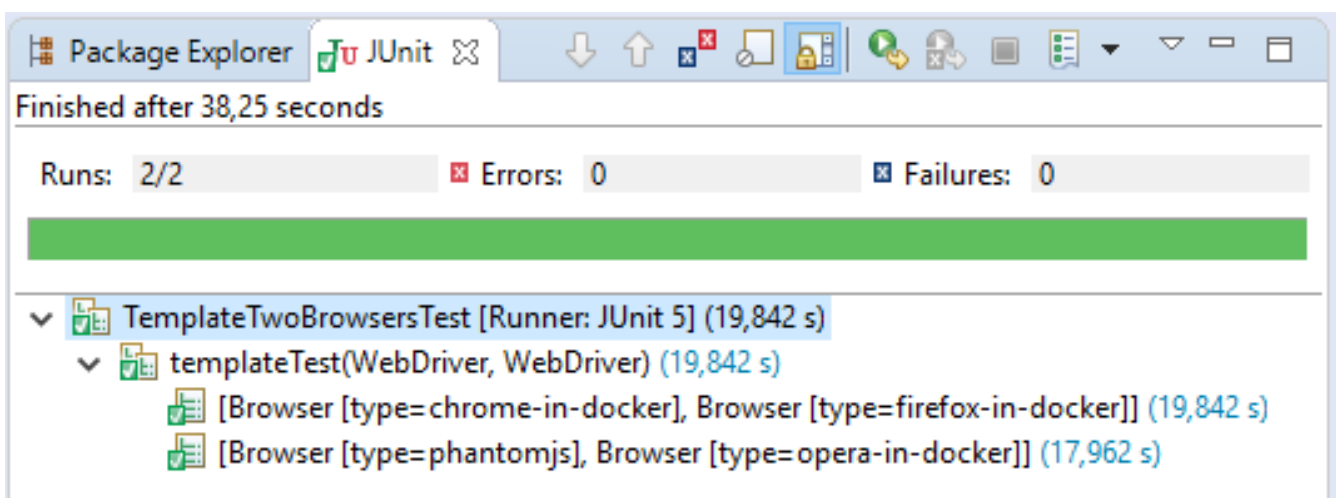 Package Explorer JUnit
Finished after 38,25 seconds
Runs: 2/2 Errors: 0 Failures: 0
TemplateTwoBrowsersTest [Runner: JUnit 5] (19,842 s)
templateTest(WebDriver, WebDriver) (19,842 s)
[Browser [type=chrome-in-docker], Browser [type=firefox-in-docker]] (19,842 s)
[Browser [type=phantomjs], Browser [type=opera-in-docker]] (17,962 s)